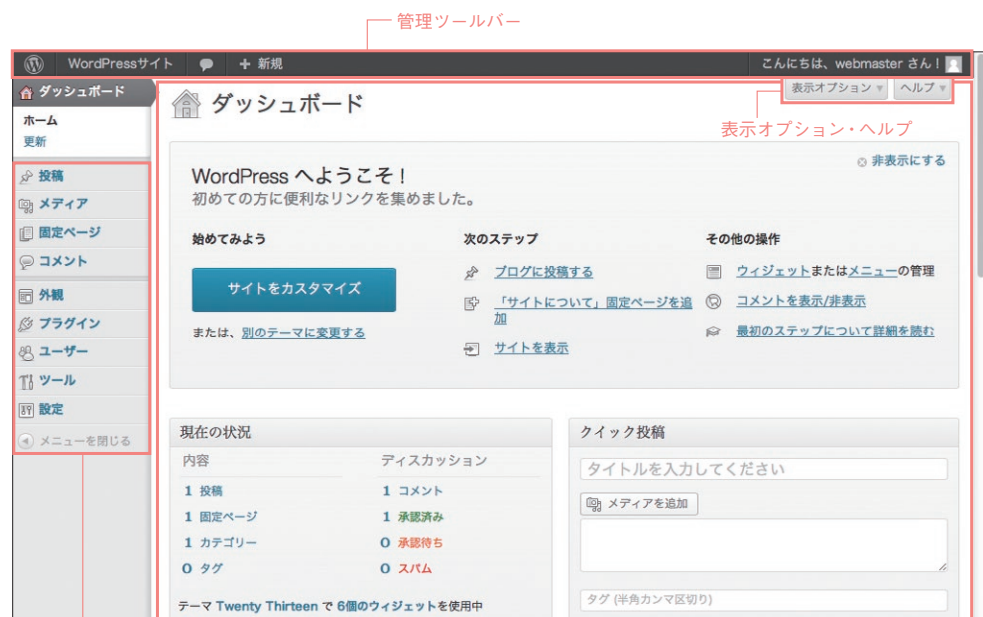 管理ツールバー
WordPressサイト + 新規 こんにちは、webmaster さん!
ダッシュボード
ホーム
更新
投稿
メディア
固定ページ
コメント
外観
プラグイン
ユーザー
ツール
設定
メニューを閉じる
表示オプション ヘルプ
表示オプション・ヘルプ
ダッシュボード
非表示にする
WordPress へようこそ!
初めての方に便利なリンクを集めました。
始めてみよう
サイトをカスタマイズ
または、別のテーマに変更する
次のステップ
ブログに投稿する
「サイトについて」固定ページを追
加
サイトを表示
その他の操作
ウィジェットまたはメニューの管理
コメントを表示/非表示
最初のステップについて詳細を読む
現在の状況
内容
1 投稿
1 固定ページ
1 カテゴリー
0 タグ
ディスカッション
1 コメント
1 承認済み
0 承認待ち
0 スパム
テーマ Twenty Thirteen で 6個のウィジェットを使用中
クイック投稿
タイトルを入力してください
メディアを追加
タグ (半角カンマ区切り)